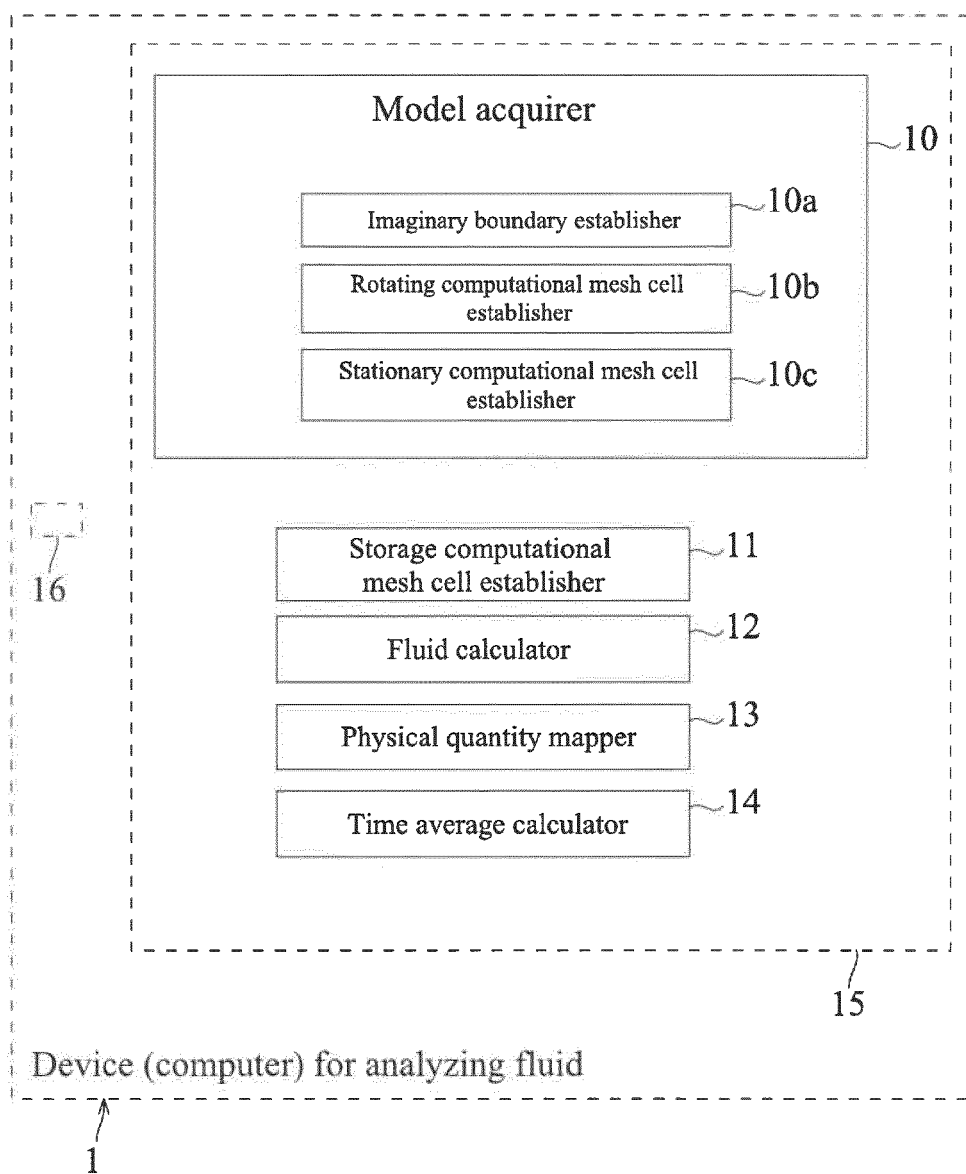 Model acquirer
10
Imaginary boundary establisher
10a
Rotating computational mesh cell
establisher
10b
Stationary computational mesh cell
establisher
10c
16
Storage computational
mesh cell establisher
11
Fluid calculator
12
Physical quantity mapper
13
Time average calculator
14
15
Device (computer) for analyzing fluid
1